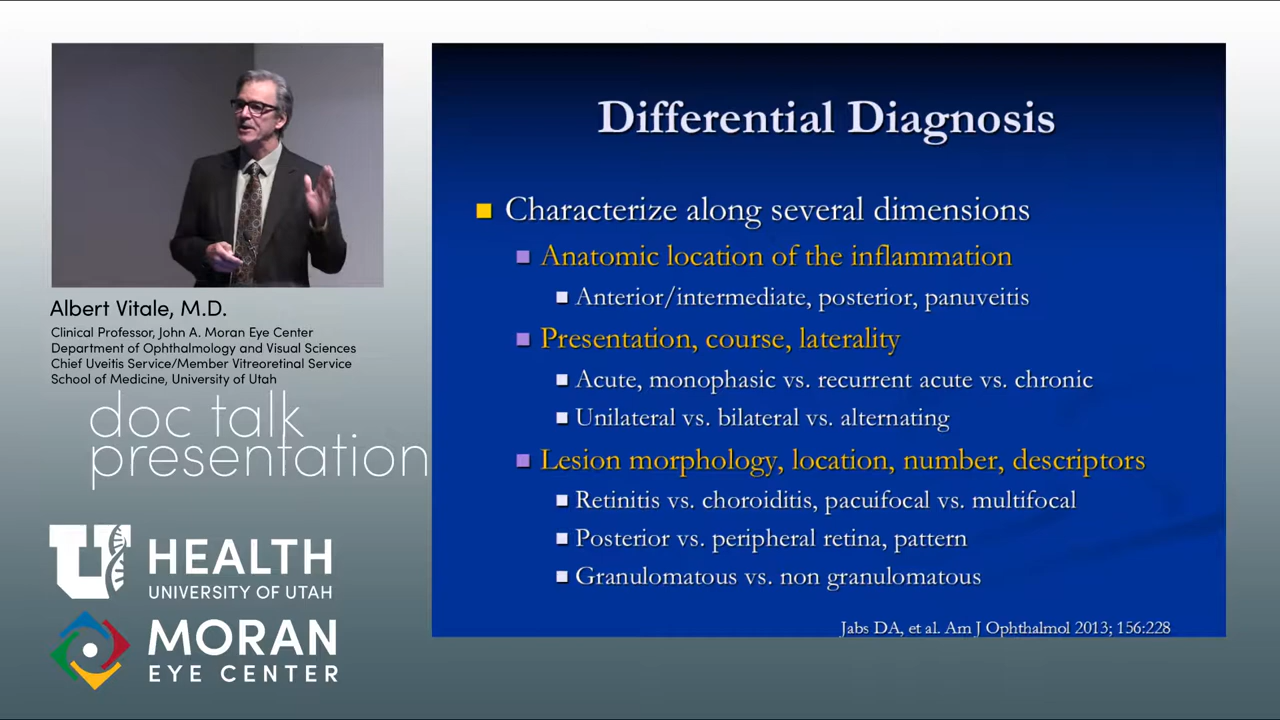 Albert Vitale, M.D.
Clinical Professor, John A. Moran Eye Center
Department of Ophthalmology and Visual Sciences
Chief Uveitis Service/Member Vitreoretinal Service
School of Medicine, University of Utah
doc talk
presentation
U HEALTH
UNIVERSITY OF UTAH
MORAN
EYE CENTER
Differential Diagnosis
Characterize along several dimensions
Anatomic location of the inflammation
Anterior/intermediate, posterior, panuveitis
Presentation, course, laterality
Acute, monophasic vs. recurrent acute vs. chronic
Unilateral vs. bilateral vs. alternating
Lesion morphology, location, number, descriptors
Retinitis vs. choroiditis, pacuifocal vs. multifocal
Posterior vs. peripheral retina, pattern
Granulomatous vs. non granulomatous
Jabs DA, et al. Am J Ophthalmol 2013; 156:228